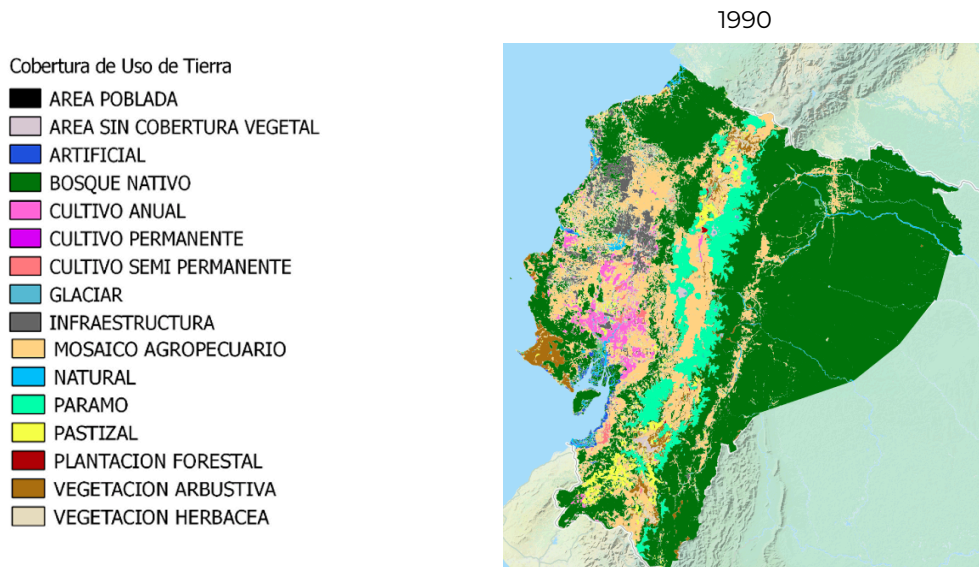 1990
Cobertura de Uso de Tierra
AREA POBLADA
AREA SIN COBERTURA VEGETAL
ARTIFICIAL
BOSQUE NATIVO
CULTIVO ANUAL
CULTIVO PERMANENTE
CULTIVO SEMI PERMANENTE
GLACIAR
INFRAESTRUCTURA
MOSAICO AGROPECUARIO
NATURAL
PARAMO
PASTIZAL
PLANTACION FORESTAL
VEGETACION ARBUSTIVA
VEGETACION HERBACEA